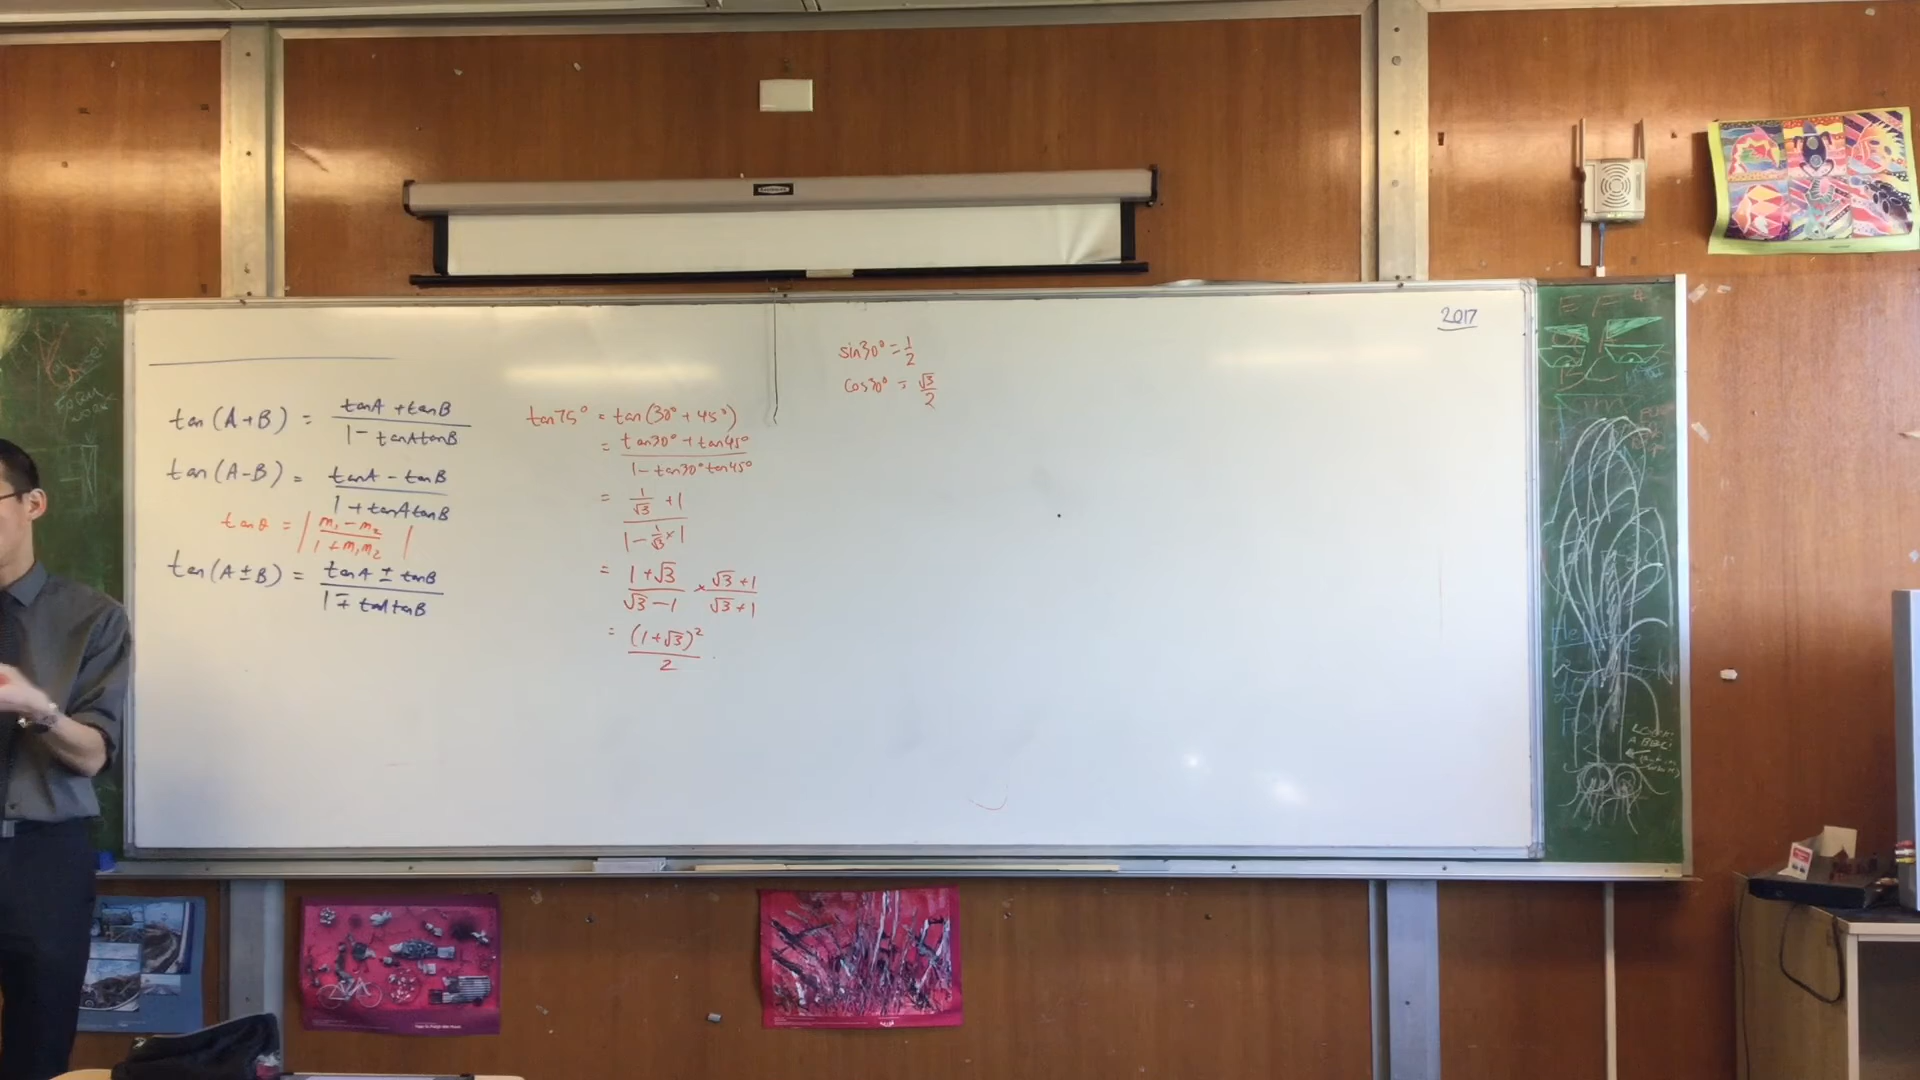 2017
sin30° = 1/2
cos30° = √3/2
tan(A+B) = (tanA + tanB)/(1 - tanAtanB)
tan(A-B) = (tanA - tanB)/(1 + tanAtanB)
tanθ = |(m₁ - m₂)/(1 + m₁m₂)|
tan(A±B) = (tanA ± tanB)/(1 ∓ tanAtanB)
tan75° = tan(30° + 45°)
= (tan30° + tan45°)/(1 - tan30°tan45°)
= (1/√3 + 1)/(1 - 1/√3 × 1)
= (1+√3)/(√3-1) × (√3+1)/(√3+1)
= (1+√3)²/2